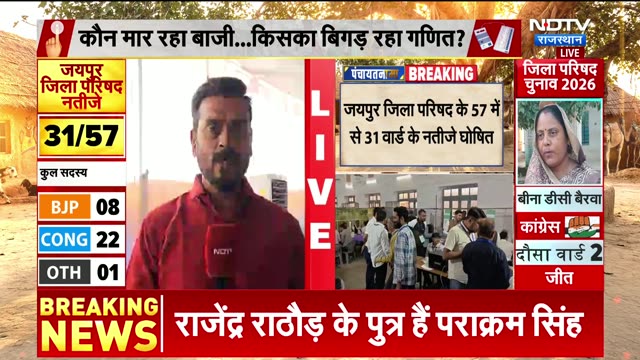 कौन मार रहा बाजी...किसका बिगड़ रहा गणित?
NDTV
राजस्थान
LIVE
जयपुर
जिला परिषद
नतीजे
31/57
कुल सदस्य
BJP 08
CONG 22
OTH 01
NDTV
LIVE
पंचायतनामा BREAKING
जयपुर जिला परिषद के 57 में
से 31 वार्ड के नतीजे घोषित
जिला परिषद
चुनाव 2026
बीना डीसी बैरवा
कांग्रेस
दौसा वार्ड 2
जीत
BREAKING
NEWS
राजेंद्र राठौड़ के पुत्र हैं पराक्रम सिंह